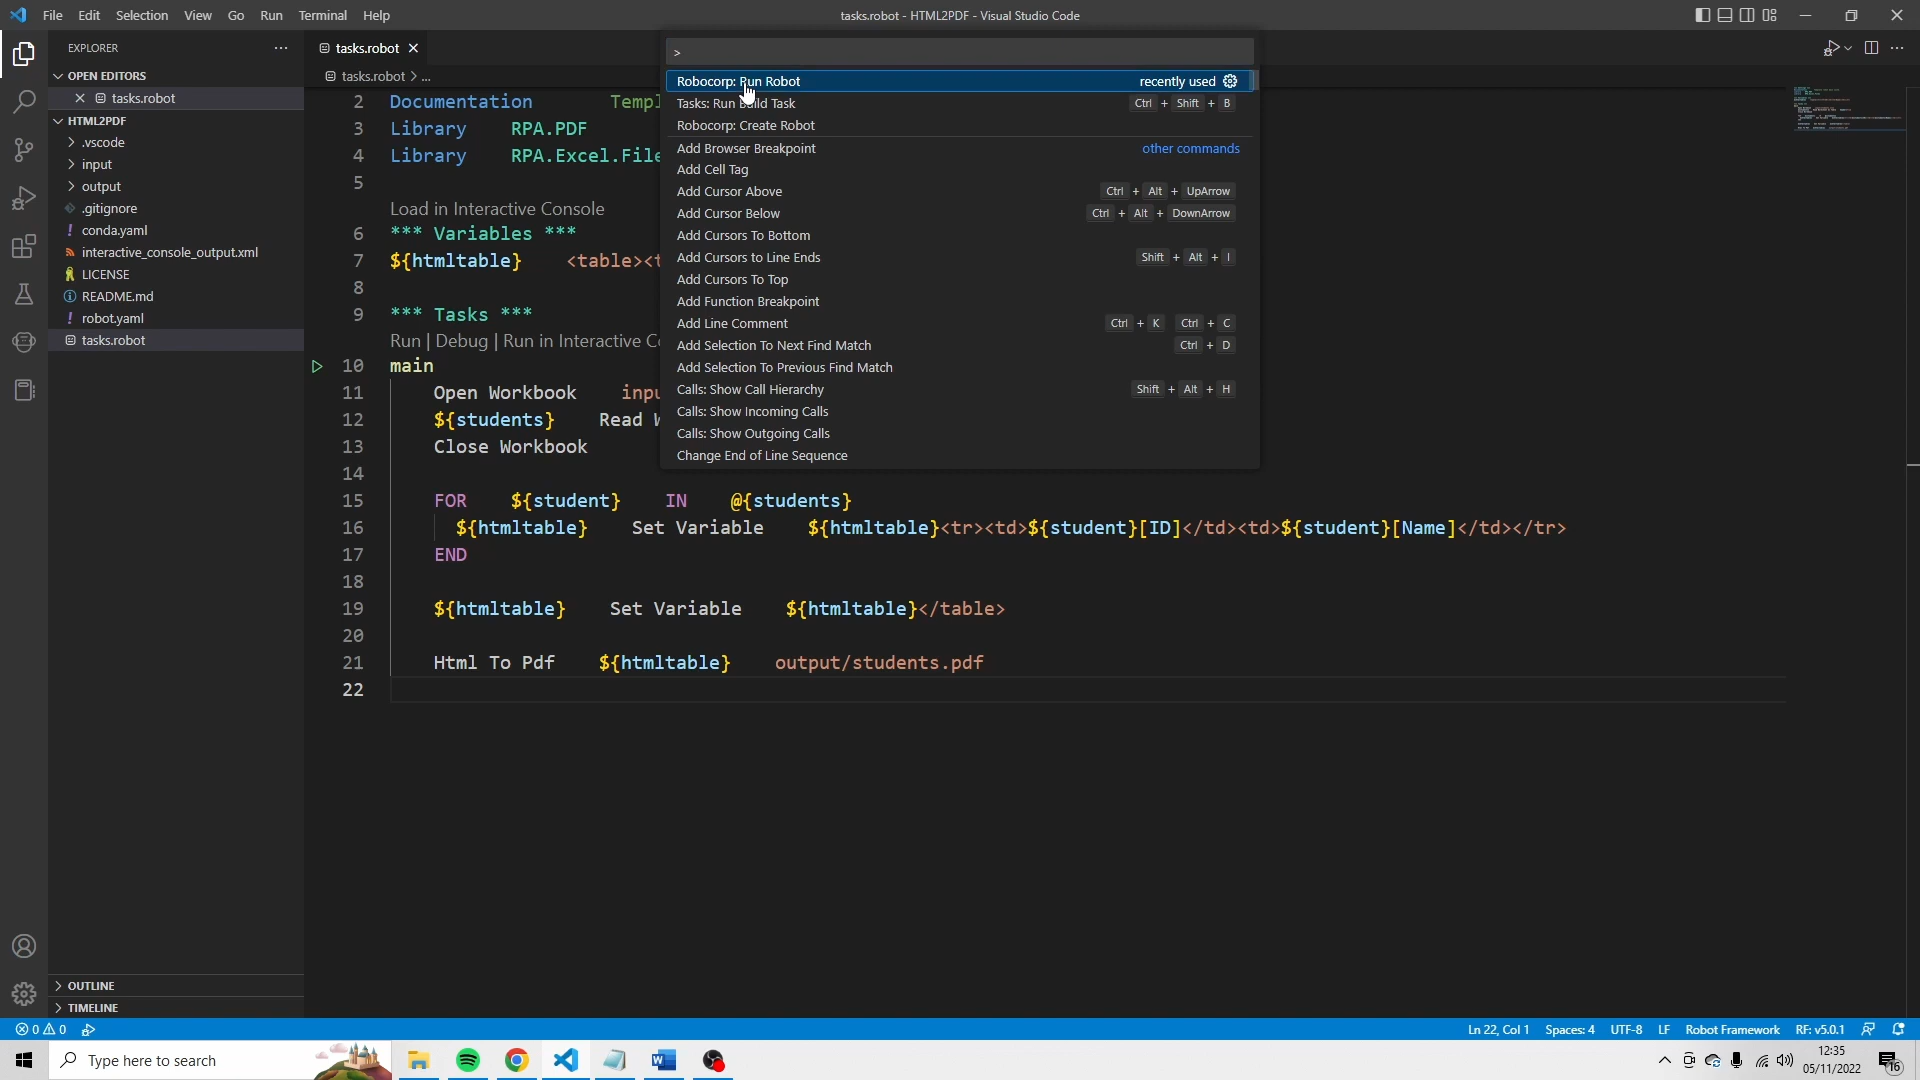 File Edit Selection View Go Run Terminal Help
tasks.robot - HTML2PDF - Visual Studio Code
EXPLORER
OPEN EDITORS
tasks.robot
HTML2PDF
.vscode
input
output
.gitignore
conda.yaml
interactive_console_output.xml
LICENSE
README.md
robot.yaml
tasks.robot
OUTLINE
TIMELINE
tasks.robot
tasks.robot > ...
2 Documentation Templ
3 Library RPA.PDF
4 Library RPA.Excel.File
5
Load in Interactive Console
6 *** Variables ***
7 ${htmltable} <table><t
8
9 *** Tasks ***
Run | Debug | Run in Interactive Co
10 main
11 Open Workbook inpu
12 ${students} Read W
13 Close Workbook
14
15 FOR ${student} IN @{students}
16 ${htmltable} Set Variable ${htmltable}<tr><td>${student}[ID]</td><td>${student}[Name]</td></tr>
17 END
18
19 ${htmltable} Set Variable ${htmltable}</table>
20
21 Html To Pdf ${htmltable} output/students.pdf
22
>
Robocorp: Run Robot recently used
Tasks: Run Build Task Ctrl + Shift + B
Robocorp: Create Robot
Add Browser Breakpoint other commands
Add Cell Tag
Add Cursor Above Ctrl + Alt + UpArrow
Add Cursor Below Ctrl + Alt + DownArrow
Add Cursors To Bottom
Add Cursors to Line Ends Shift + Alt + I
Add Cursors To Top
Add Function Breakpoint
Add Line Comment Ctrl + K Ctrl + C
Add Selection To Next Find Match Ctrl + D
Add Selection To Previous Find Match
Calls: Show Call Hierarchy Shift + Alt + H
Calls: Show Incoming Calls
Calls: Show Outgoing Calls
Change End of Line Sequence
0 0
Ln 22, Col 1 Spaces: 4 UTF-8 LF Robot Framework RF: v5.0.1
Type here to search
12:35
05/11/2022
16